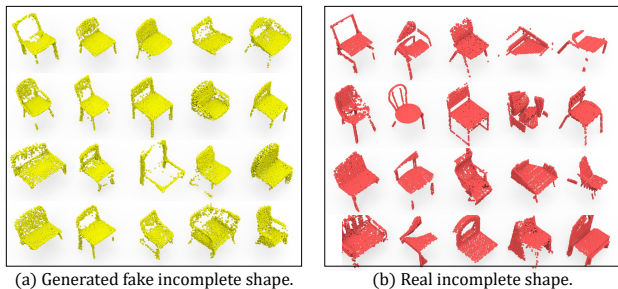 (a) Generated fake incomplete shape.
(b) Real incomplete shape.